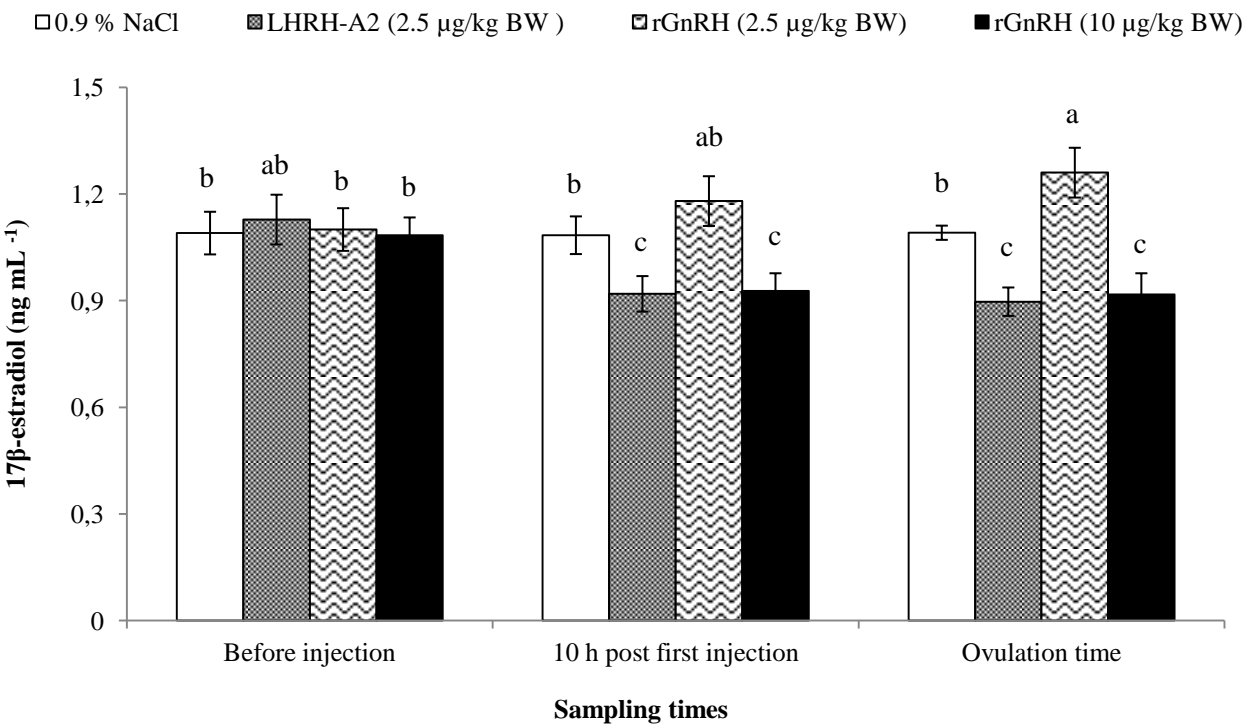 0.9 % NaCl LHRH-A2 (2.5 µg/kg BW ) rGnRH (2.5 µg/kg BW) rGnRH (10 µg/kg BW)
17β-estradiol (ng mL -1)
1,5
1,2
0,9
0,6
0,3
0
b ab b b
b c ab c
b c a c
Before injection 10 h post first injection Ovulation time
Sampling times